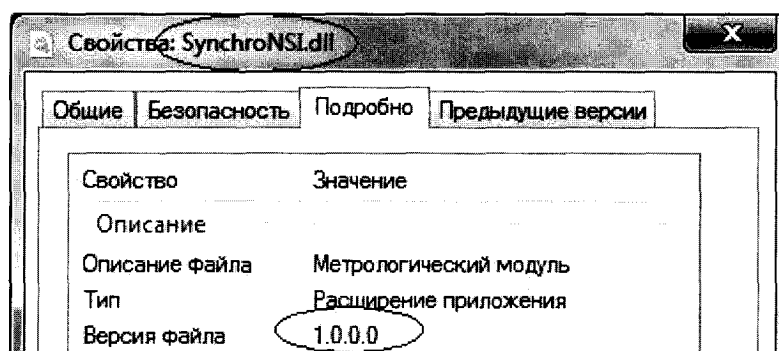 Свойства: SynchroNSI.dll
X
Общие Безопасность Подробно Предыдущие версии
Свойство Значение
Описание
Описание файла Метрологический модуль
Тип Расширение приложения
Версия файла 1.0.0.0